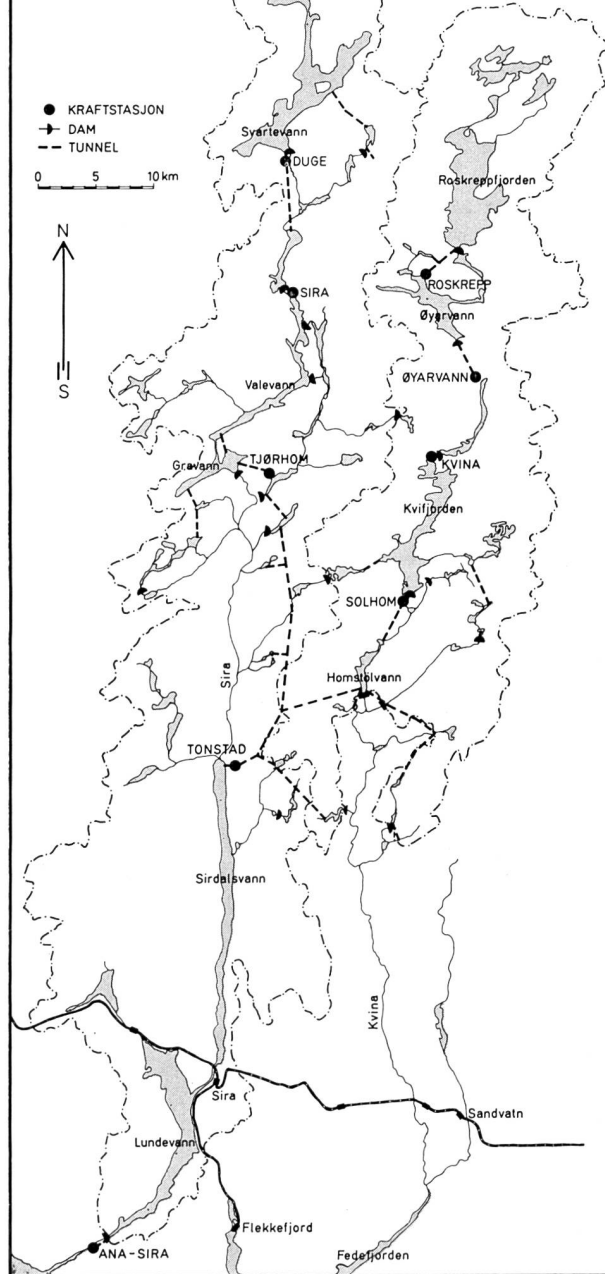 KRAFTSTASJON
DAM
TUNNEL
0 5 10 km
N
S
Svartevann
DUGE
Roskreppfjorden
ROSKREPP
SIRA
Øyarvann
Valevann
ØYARVANN
Gravann
TJØRHOM
KVINA
Kvifjorden
SOLHOM
Sira
Homstølvann
TONSTAD
Sirdalsvann
Kvina
Sira
Sandvatn
Lundevann
Flekkefjord
ANA-SIRA
Fedefjorden